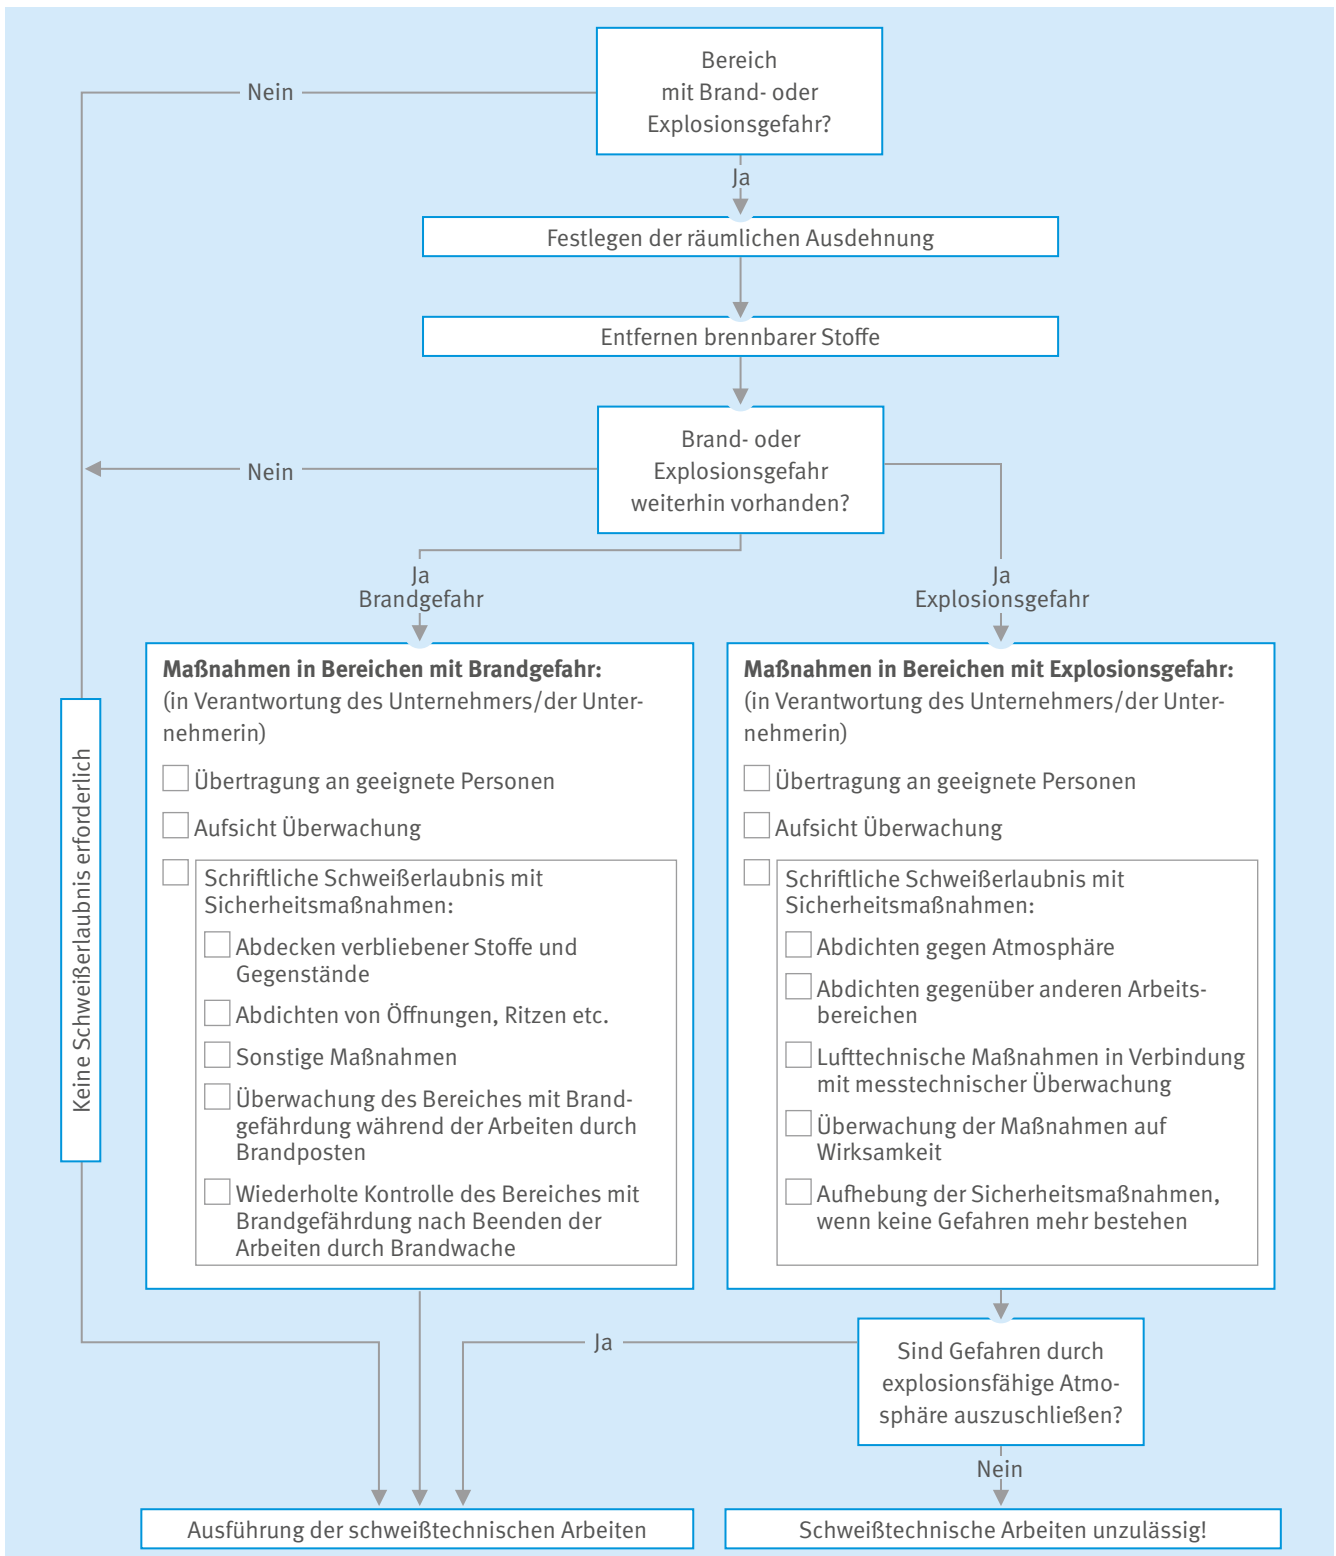 Bereich
mit Brand- oder
Explosionsgefahr?
Nein
Ja
Festlegen der räumlichen Ausdehnung
Entfernen brennbarer Stoffe
Brand- oder
Explosionsgefahr
weiterhin vorhanden?
Nein
Ja
Brandgefahr
Ja
Explosionsgefahr
Keine Schweißerlaubnis erforderlich
Maßnahmen in Bereichen mit Brandgefahr:
(in Verantwortung des Unternehmers/der Unter-
nehmerin)
Übertragung an geeignete Personen
Aufsicht Überwachung
Schriftliche Schweißerlaubnis mit
Sicherheitsmaßnahmen:
Abdecken verbliebener Stoffe und
Gegenstände
Abdichten von Öffnungen, Ritzen etc.
Sonstige Maßnahmen
Überwachung des Bereiches mit Brand-
gefährdung während der Arbeiten durch
Brandposten
Wiederholte Kontrolle des Bereiches mit
Brandgefährdung nach Beenden der
Arbeiten durch Brandwache
Maßnahmen in Bereichen mit Explosionsgefahr:
(in Verantwortung des Unternehmers/der Unter-
nehmerin)
Übertragung an geeignete Personen
Aufsicht Überwachung
Schriftliche Schweißerlaubnis mit
Sicherheitsmaßnahmen:
Abdichten gegen Atmosphäre
Abdichten gegenüber anderen Arbeits-
bereichen
Lufttechnische Maßnahmen in Verbindung
mit messtechnischer Überwachung
Überwachung der Maßnahmen auf
Wirksamkeit
Aufhebung der Sicherheitsmaßnahmen,
wenn keine Gefahren mehr bestehen
Ja
Sind Gefahren durch
explosionsfähige Atmo-
sphäre auszuschließen?
Nein
Ausführung der schweißtechnischen Arbeiten
Schweißtechnische Arbeiten unzulässig!